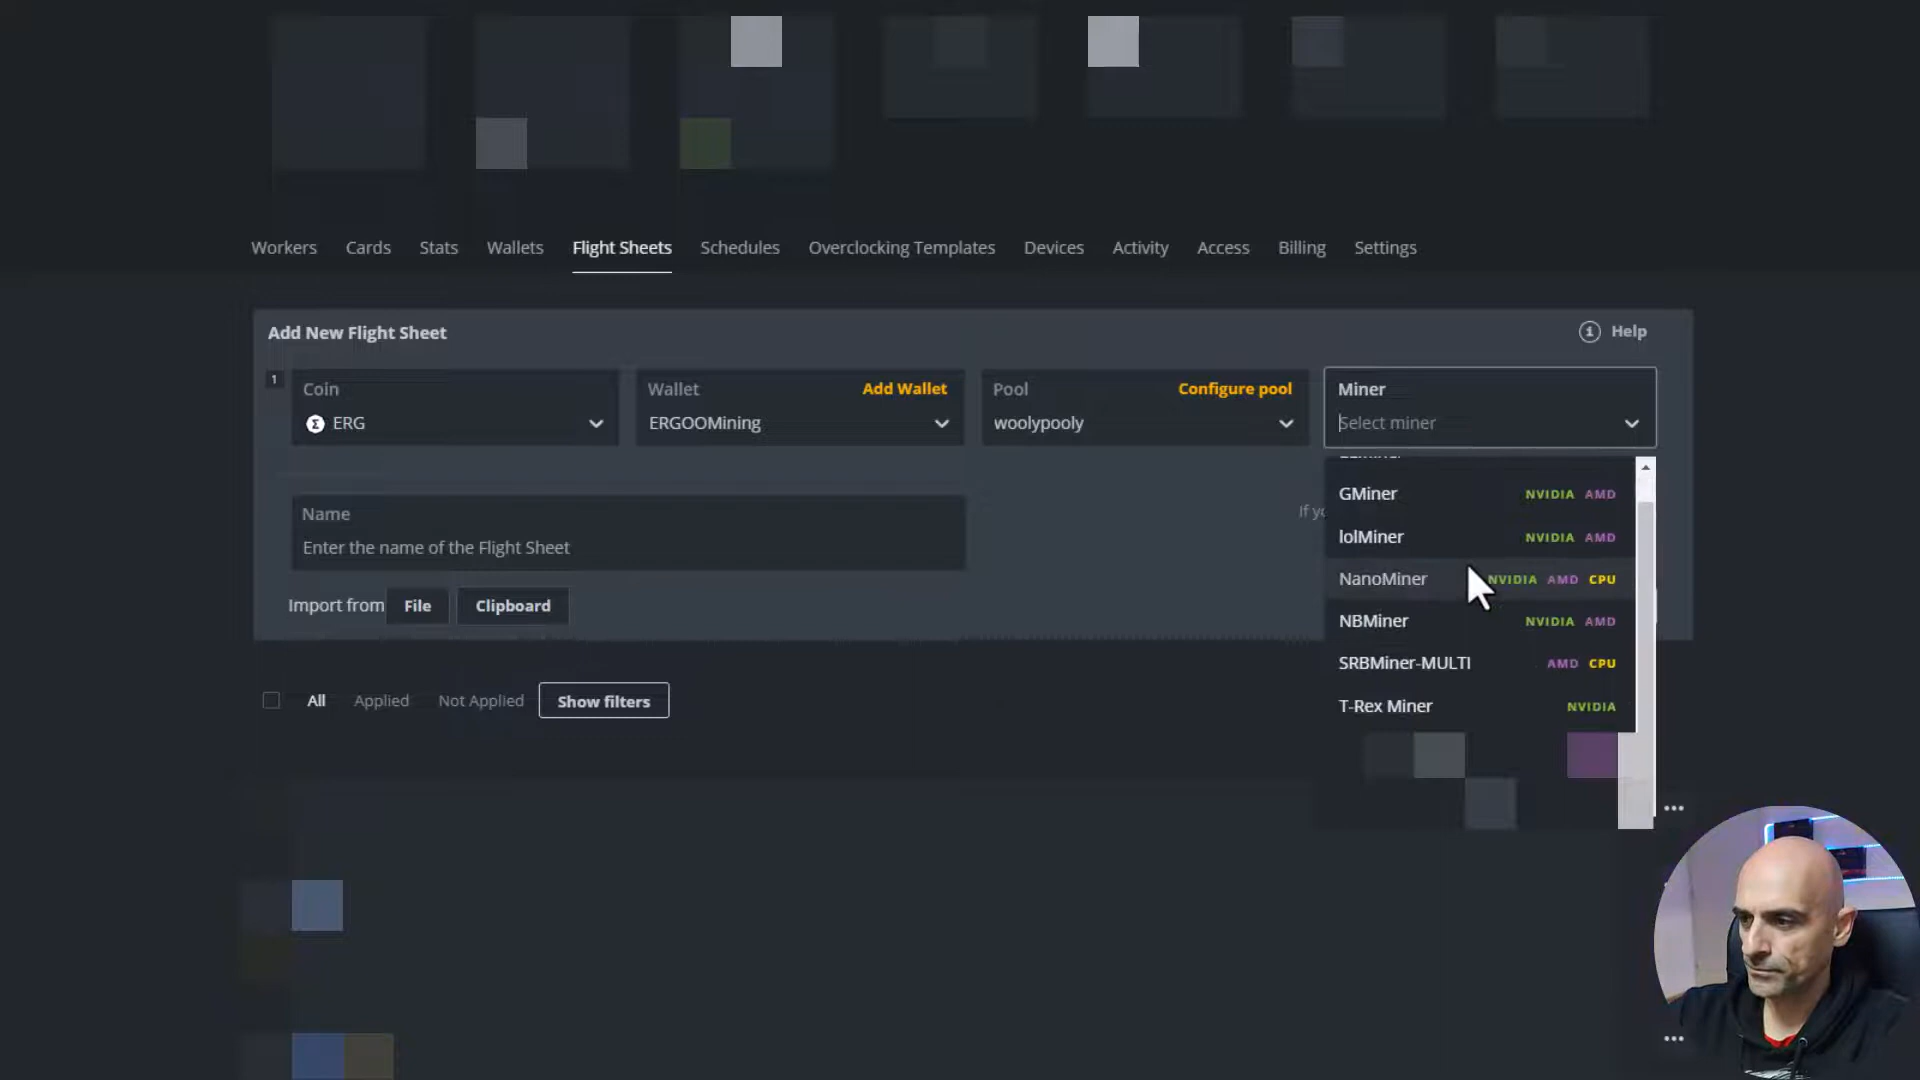 Workers Cards Stats Wallets Flight Sheets Schedules Overclocking Templates Devices Activity Access Billing Settings
Add New Flight Sheet
Help
1
Coin
ERG
Wallet Add Wallet
ERGOOMining
Pool Configure pool
woolypooly
Miner
Select miner
GMiner NVIDIA AMD
lolMiner NVIDIA AMD
NanoMiner NVIDIA AMD CPU
NBMiner NVIDIA AMD
SRBMiner-MULTI AMD CPU
T-Rex Miner NVIDIA
Name
Enter the name of the Flight Sheet
If
Import from File Clipboard
All Applied Not Applied Show filters